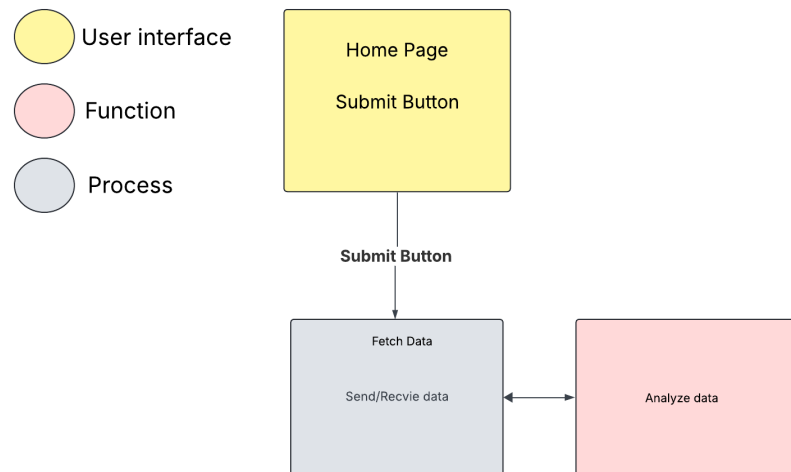 User interface
Function
Process
Home Page
Submit Button
Submit Button
Fetch Data
Send/Recvie data
Analyze data